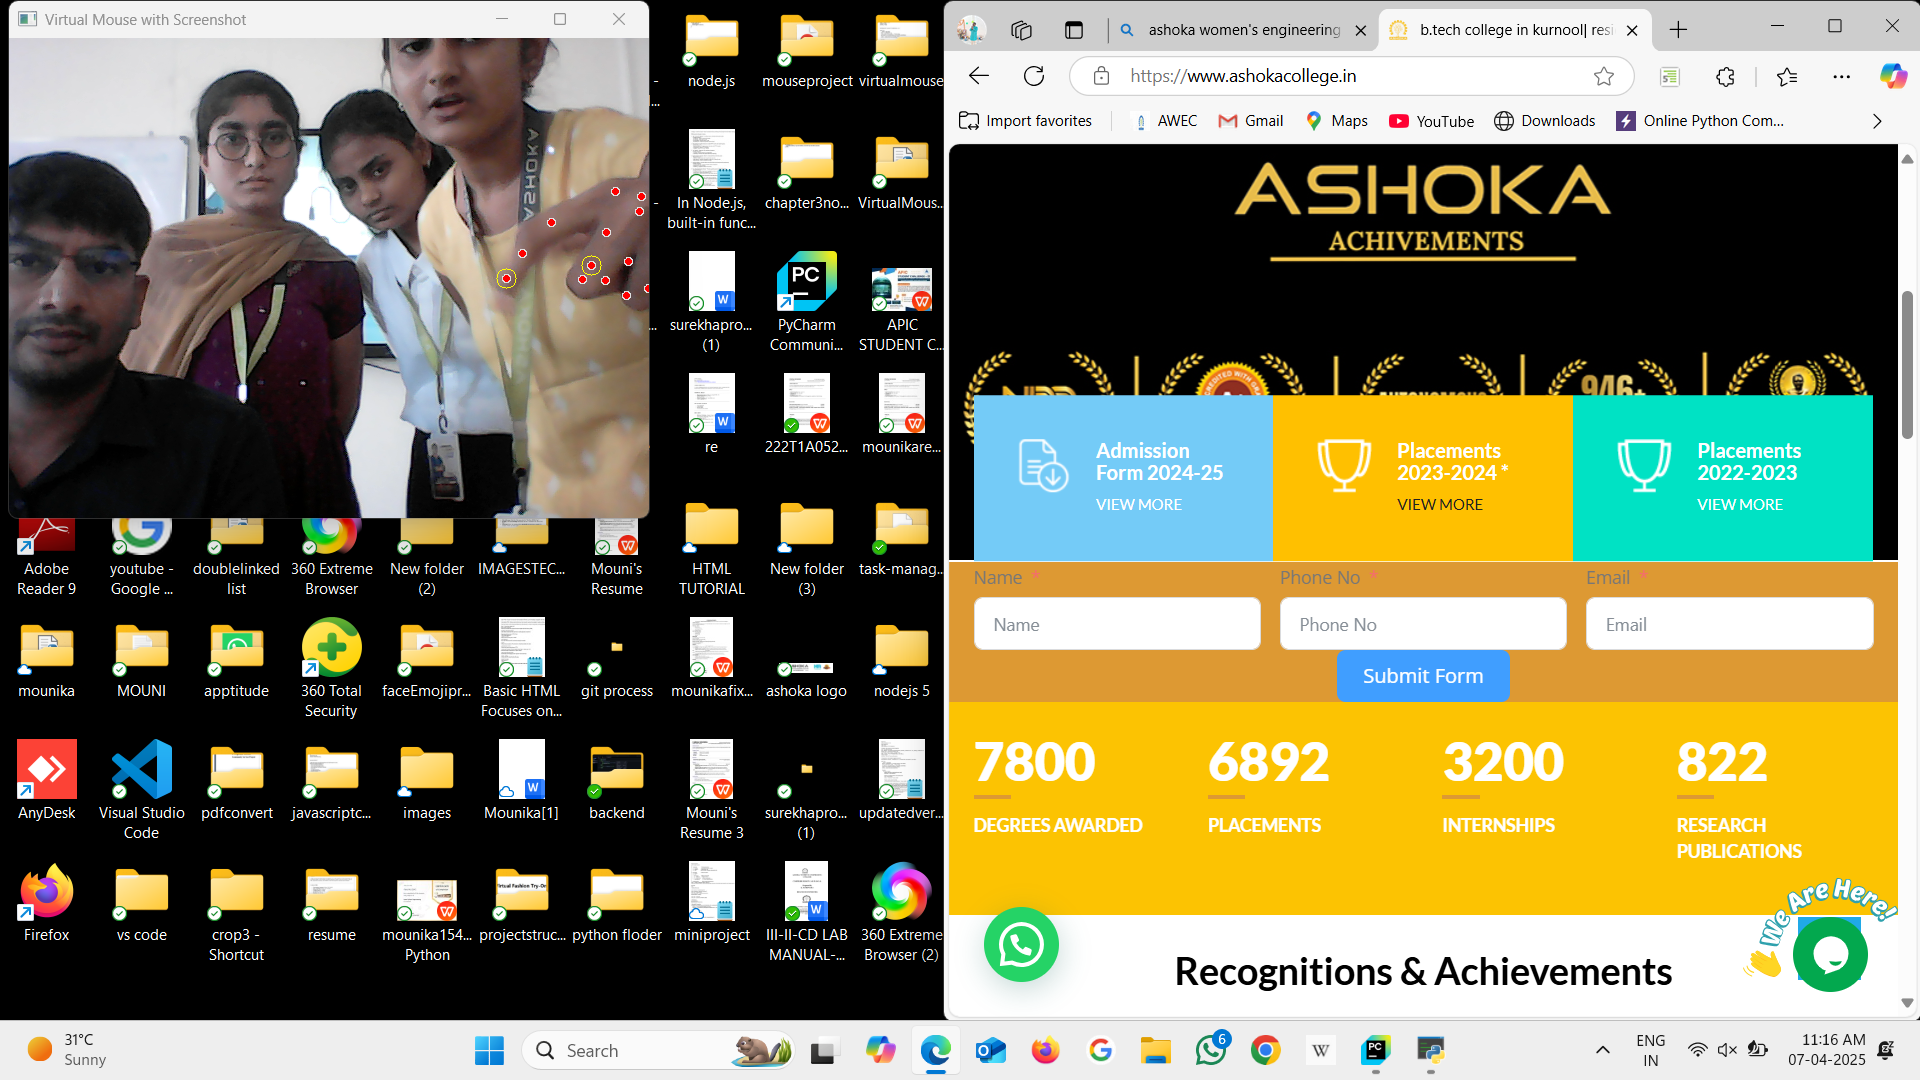 Virtual Mouse with Screenshot
ASHOKA
node.js
mouseproject
virtualmouse
In Node.js,
built-in func...
chapter3no...
VirtualMous...
surekhapro...
(1)
PyCharm
Communi...
APIC
STUDENT C...
re
222T1A052...
mounikare...
Adobe
Reader 9
youtube -
Google ...
doublelinked
list
360 Extreme
Browser
New folder
(2)
IMAGESTEC...
Mouni's
Resume
HTML
TUTORIAL
New folder
(3)
task-manag...
mounika
MOUNI
apptitude
360 Total
Security
faceEmojipr...
Basic HTML
Focuses on...
git process
mounikafix...
ashoka logo
nodejs 5
AnyDesk
Visual Studio
Code
pdfconvert
javascriptc...
images
Mounika[1]
backend
Mouni's
Resume 3
surekhapro...
(1)
updatedver...
Firefox
vs code
crop3 -
Shortcut
resume
mounika154...
Python
projectstruc...
python floder
miniproject
III-II-CD LAB
MANUAL-...
360 Extreme
Browser (2)
ashoka women's engineering
b.tech college in kurnool| resi
https://www.ashokacollege.in
Import favorites
AWEC
Gmail
Maps
YouTube
Downloads
Online Python Com...
ASHOKA
ACHIVEMENTS
946+
Admission
Form 2024-25
VIEW MORE
Placements
2023-2024 *
VIEW MORE
Placements
2022-2023
VIEW MORE
Name *
Phone No *
Email *
Name
Phone No
Email
Submit Form
7800
DEGREES AWARDED
6892
PLACEMENTS
3200
INTERNSHIPS
822
RESEARCH
PUBLICATIONS
We Are Here!
Recognitions & Achievements
31°C
Sunny
Search
6
ENG
IN
11:16 AM
07-04-2025